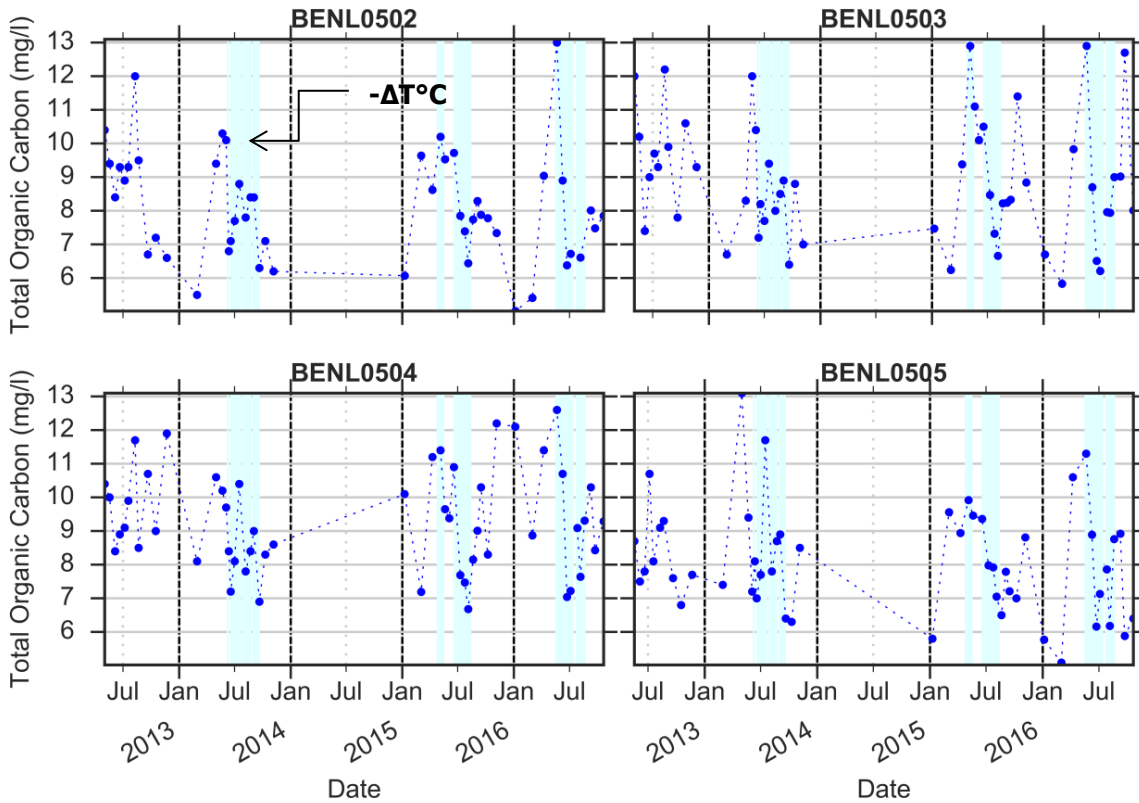 BENL0502
BENL0503
Total Organic Carbon (mg/l)
13
12
11
10
9
8
7
6
-ΔT°C
BENL0504
BENL0505
Total Organic Carbon (mg/l)
13
12
11
10
9
8
7
6
Jul Jan Jul Jan Jul Jan Jul Jan Jul
Jul Jan Jul Jan Jul Jan Jul Jan Jul
2013 2014 2015 2016
2013 2014 2015 2016
Date
Date